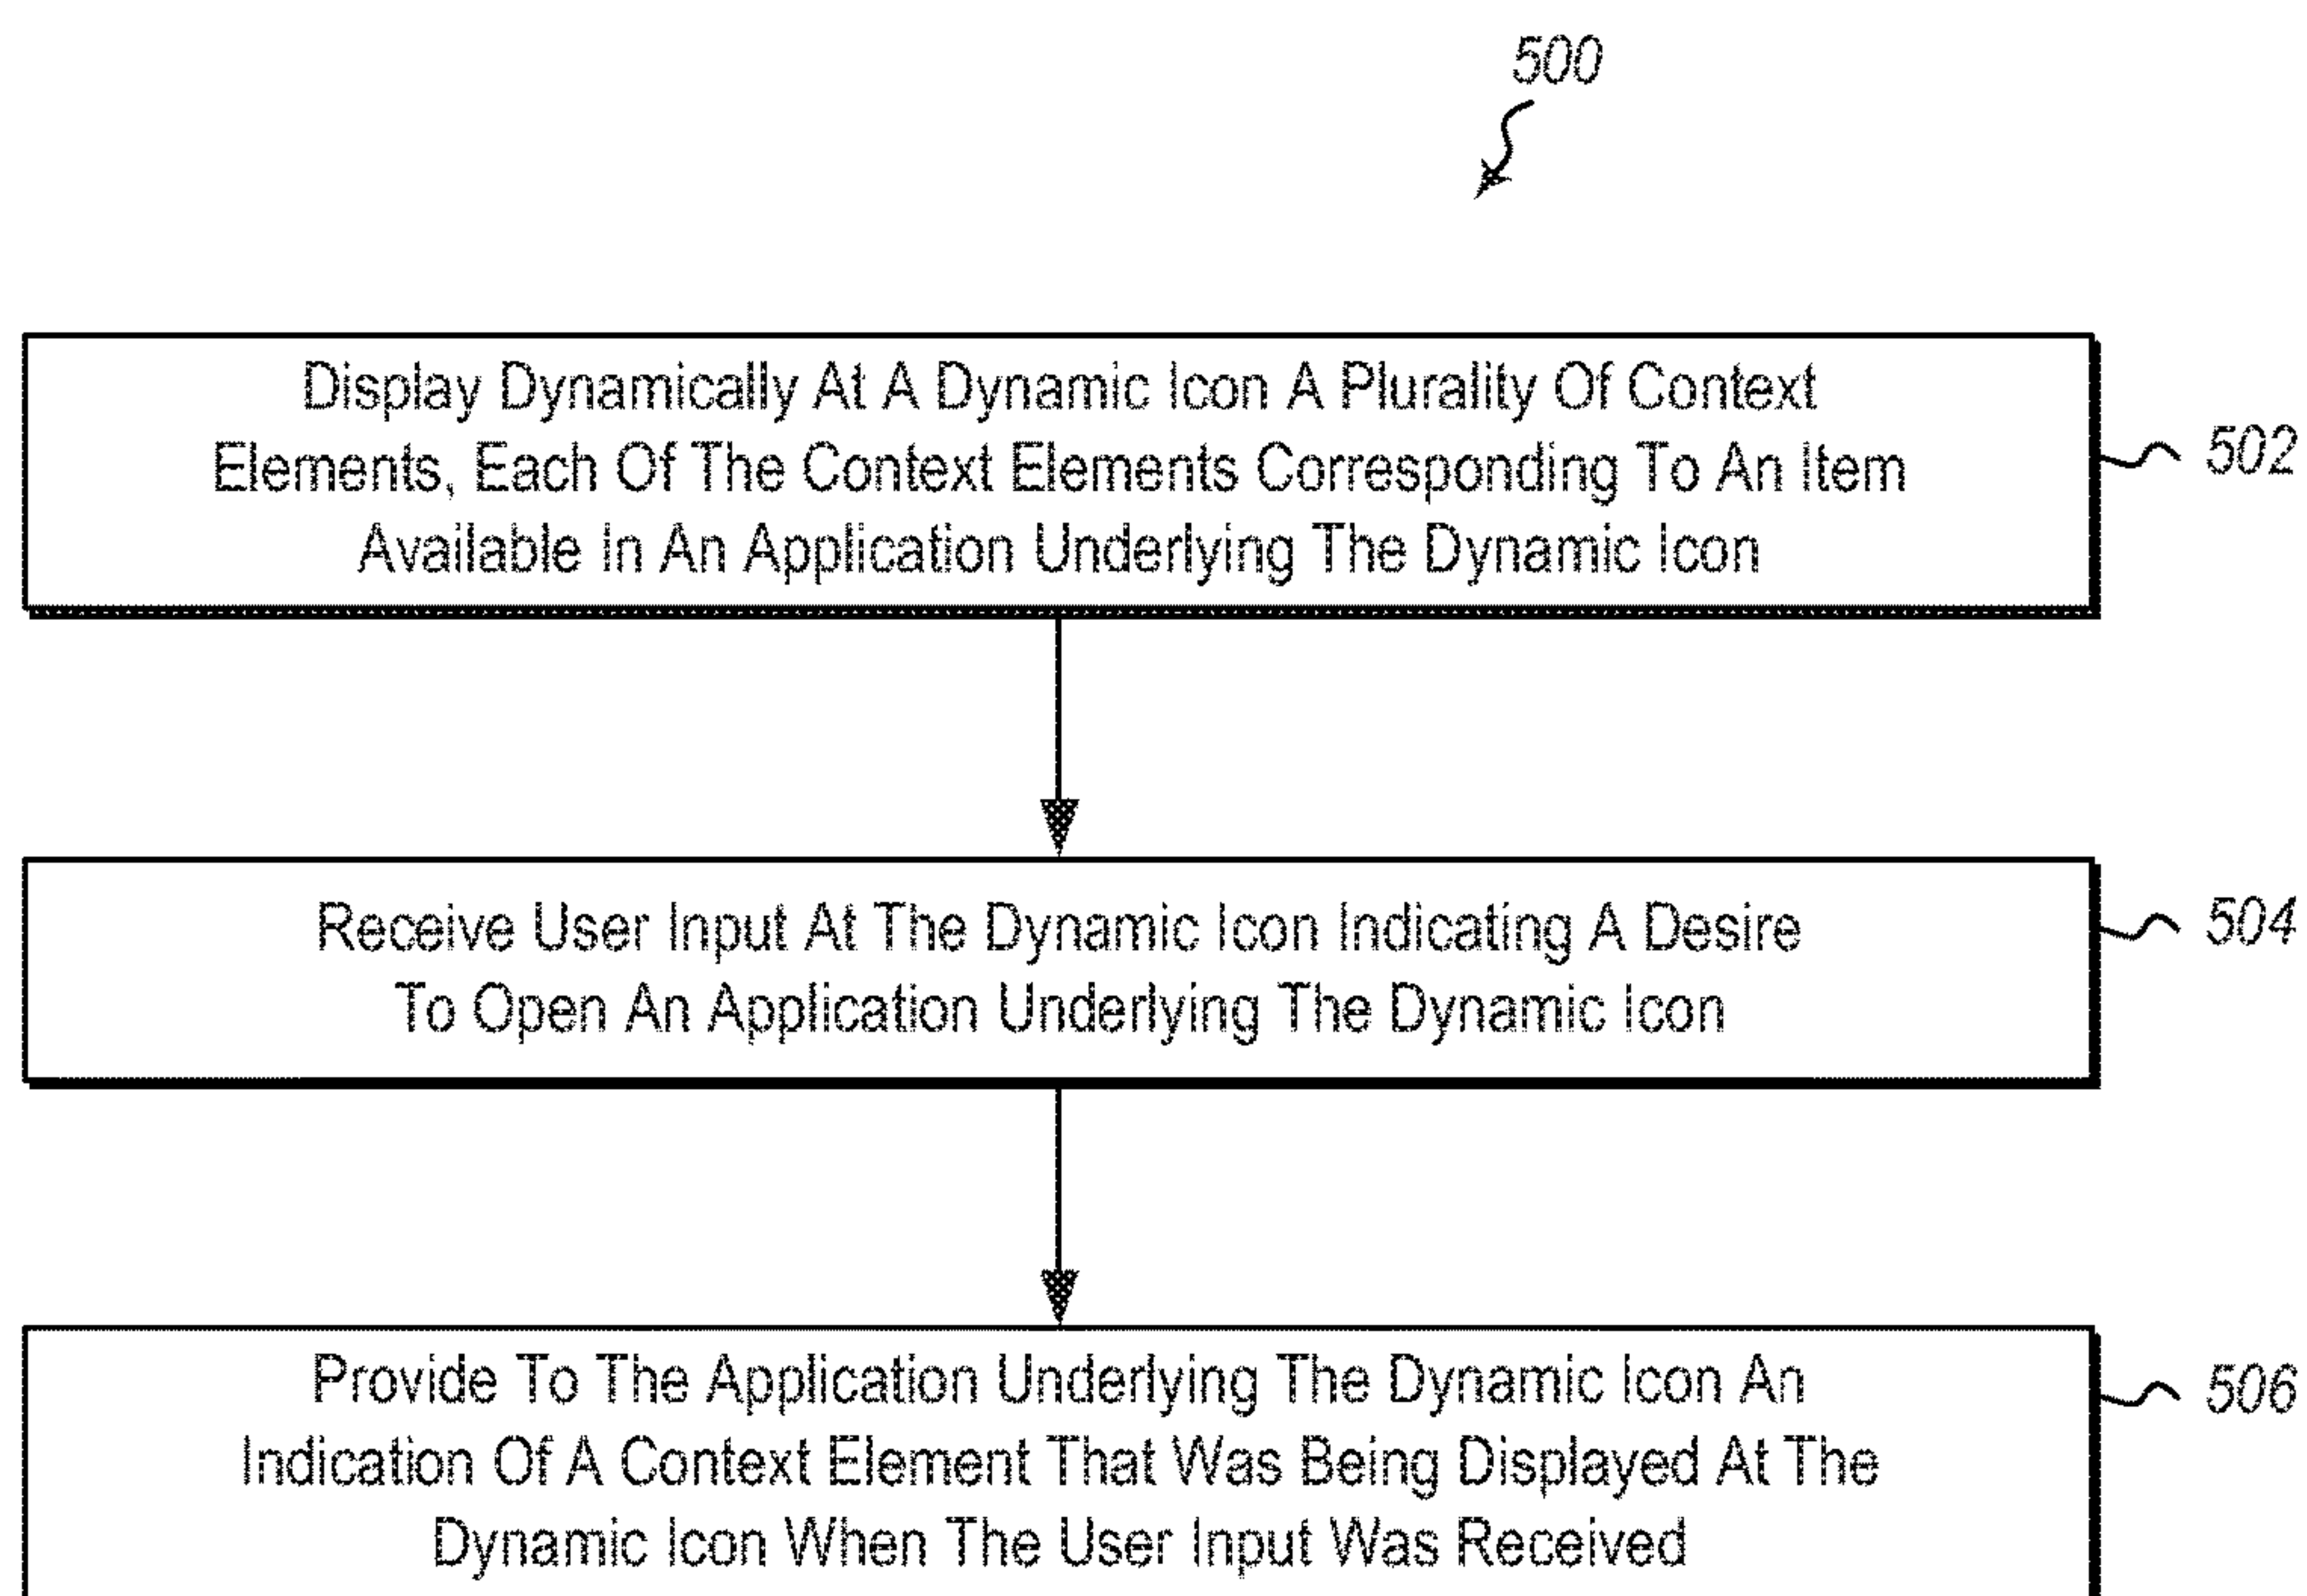 500
Display Dynamically At A Dynamic Icon A Plurality Of Context
Elements, Each Of The Context Elements Corresponding To An Item
Available In An Application Underlying The Dynamic Icon
502
Receive User Input At The Dynamic Icon Indicating A Desire
To Open An Application Underlying The Dynamic Icon
504
Provide To The Application Underlying The Dynamic Icon An
Indication Of A Context Element That Was Being Displayed At The
Dynamic Icon When The User Input Was Received
506